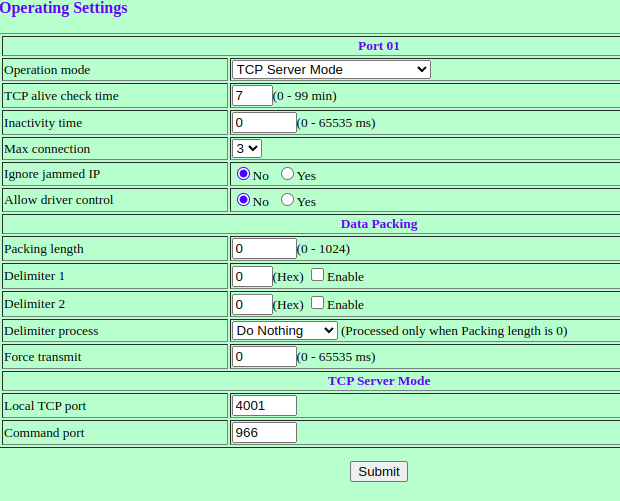 Operating Settings
Port 01
Operation mode TCP Server Mode
TCP alive check time 7 (0 - 99 min)
Inactivity time 0 (0 - 65535 ms)
Max connection 3
Ignore jammed IP No Yes
Allow driver control No Yes
Data Packing
Packing length 0 (0 - 1024)
Delimiter 1 0 (Hex) Enable
Delimiter 2 0 (Hex) Enable
Delimiter process Do Nothing (Processed only when Packing length is 0)
Force transmit 0 (0 - 65535 ms)
TCP Server Mode
Local TCP port 4001
Command port 966
Submit